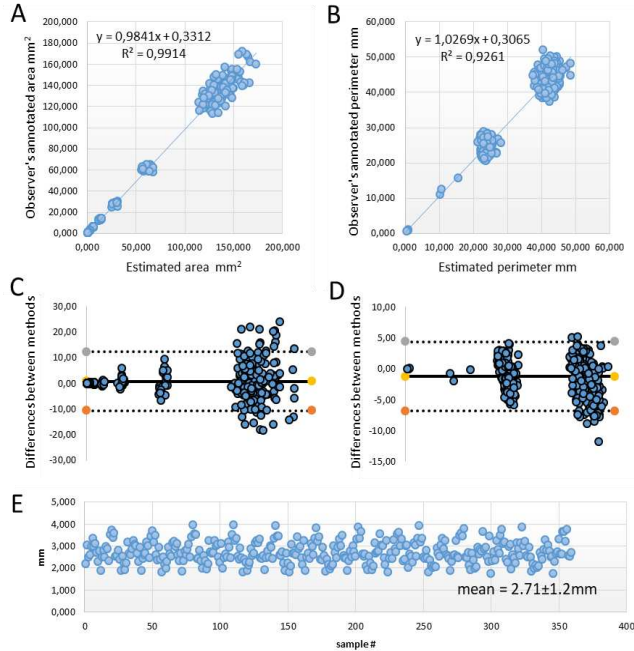 A
y = 0,9841x + 0,3312
R² = 0,9914
Observer's annotated area mm²
200,000
180,000
160,000
140,000
120,000
100,000
80,000
60,000
40,000
20,000
0,000
0,000 50,000 100,000 150,000 200,000
Estimated area mm²
B
y = 1,0269x + 0,3065
R² = 0,9261
Observer's annotated perimeter mm
60,000
50,000
40,000
30,000
20,000
10,000
0,000
0,000 10,000 20,000 30,000 40,000 50,000 60,000
Estimated perimeter mm
C
Differences between methods
30,00
20,00
10,00
0,00
-10,00
-20,00
-30,00
D
Differences between methods
10,00
5,00
0,00
-5,00
-10,00
-15,00
E
mm
5,000
4,000
3,000
2,000
1,000
0,000
mean = 2.71±1.2mm
0 50 100 150 200 250 300 350 400
sample #